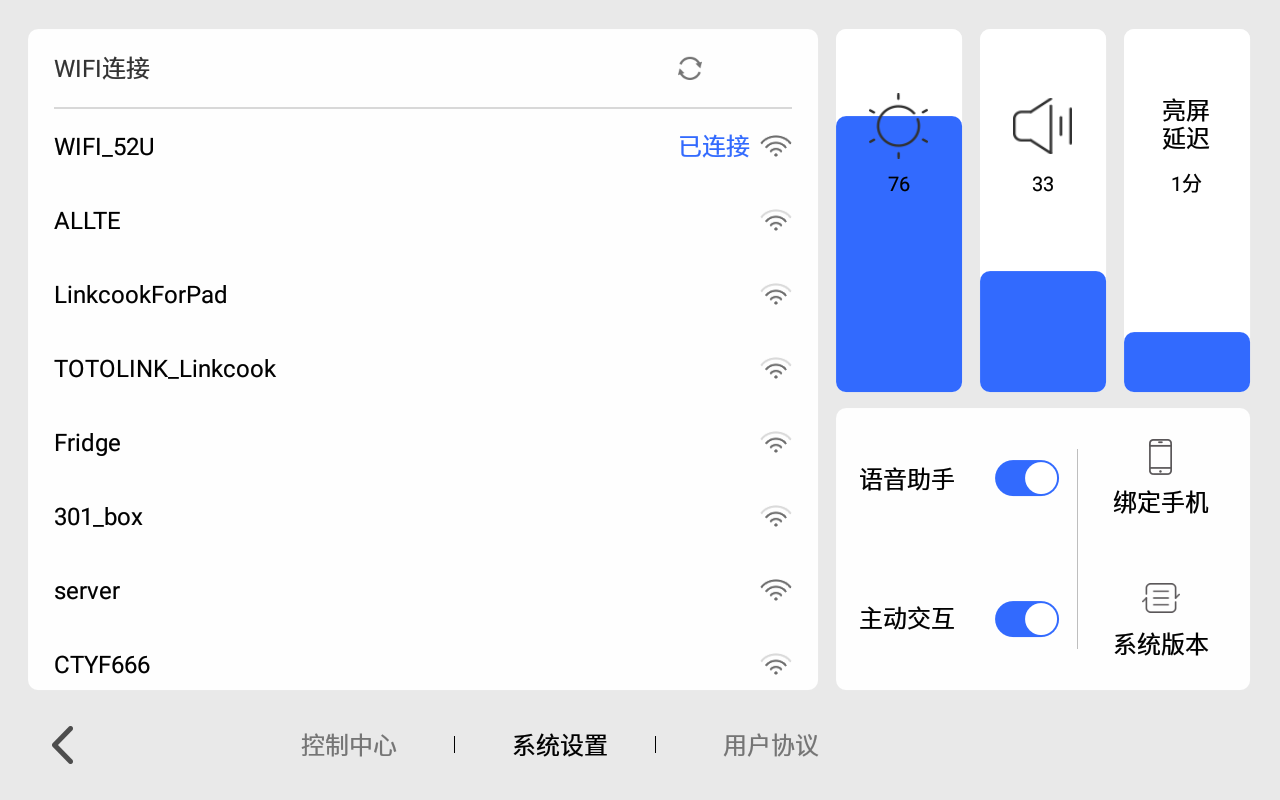 WIFI连接
WIFI_52U 已连接
ALLTE
LinkcookForPad
TOTOLINK_Linkcook
Fridge
301_box
server
CTYF666
76
33
亮屏
延迟
1分
语音助手
绑定手机
主动交互
系统版本
控制中心
系统设置
用户协议